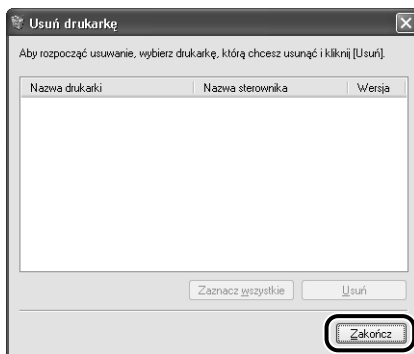 Usuń drukarkę
Aby rozpocząć usuwanie, wybierz drukarkę, którą chcesz usunąć i kliknij [Usuń].
Nazwa drukarki Nazwa sterownika Wersja
Zaznacz wszystkie Usuń
Zakończ